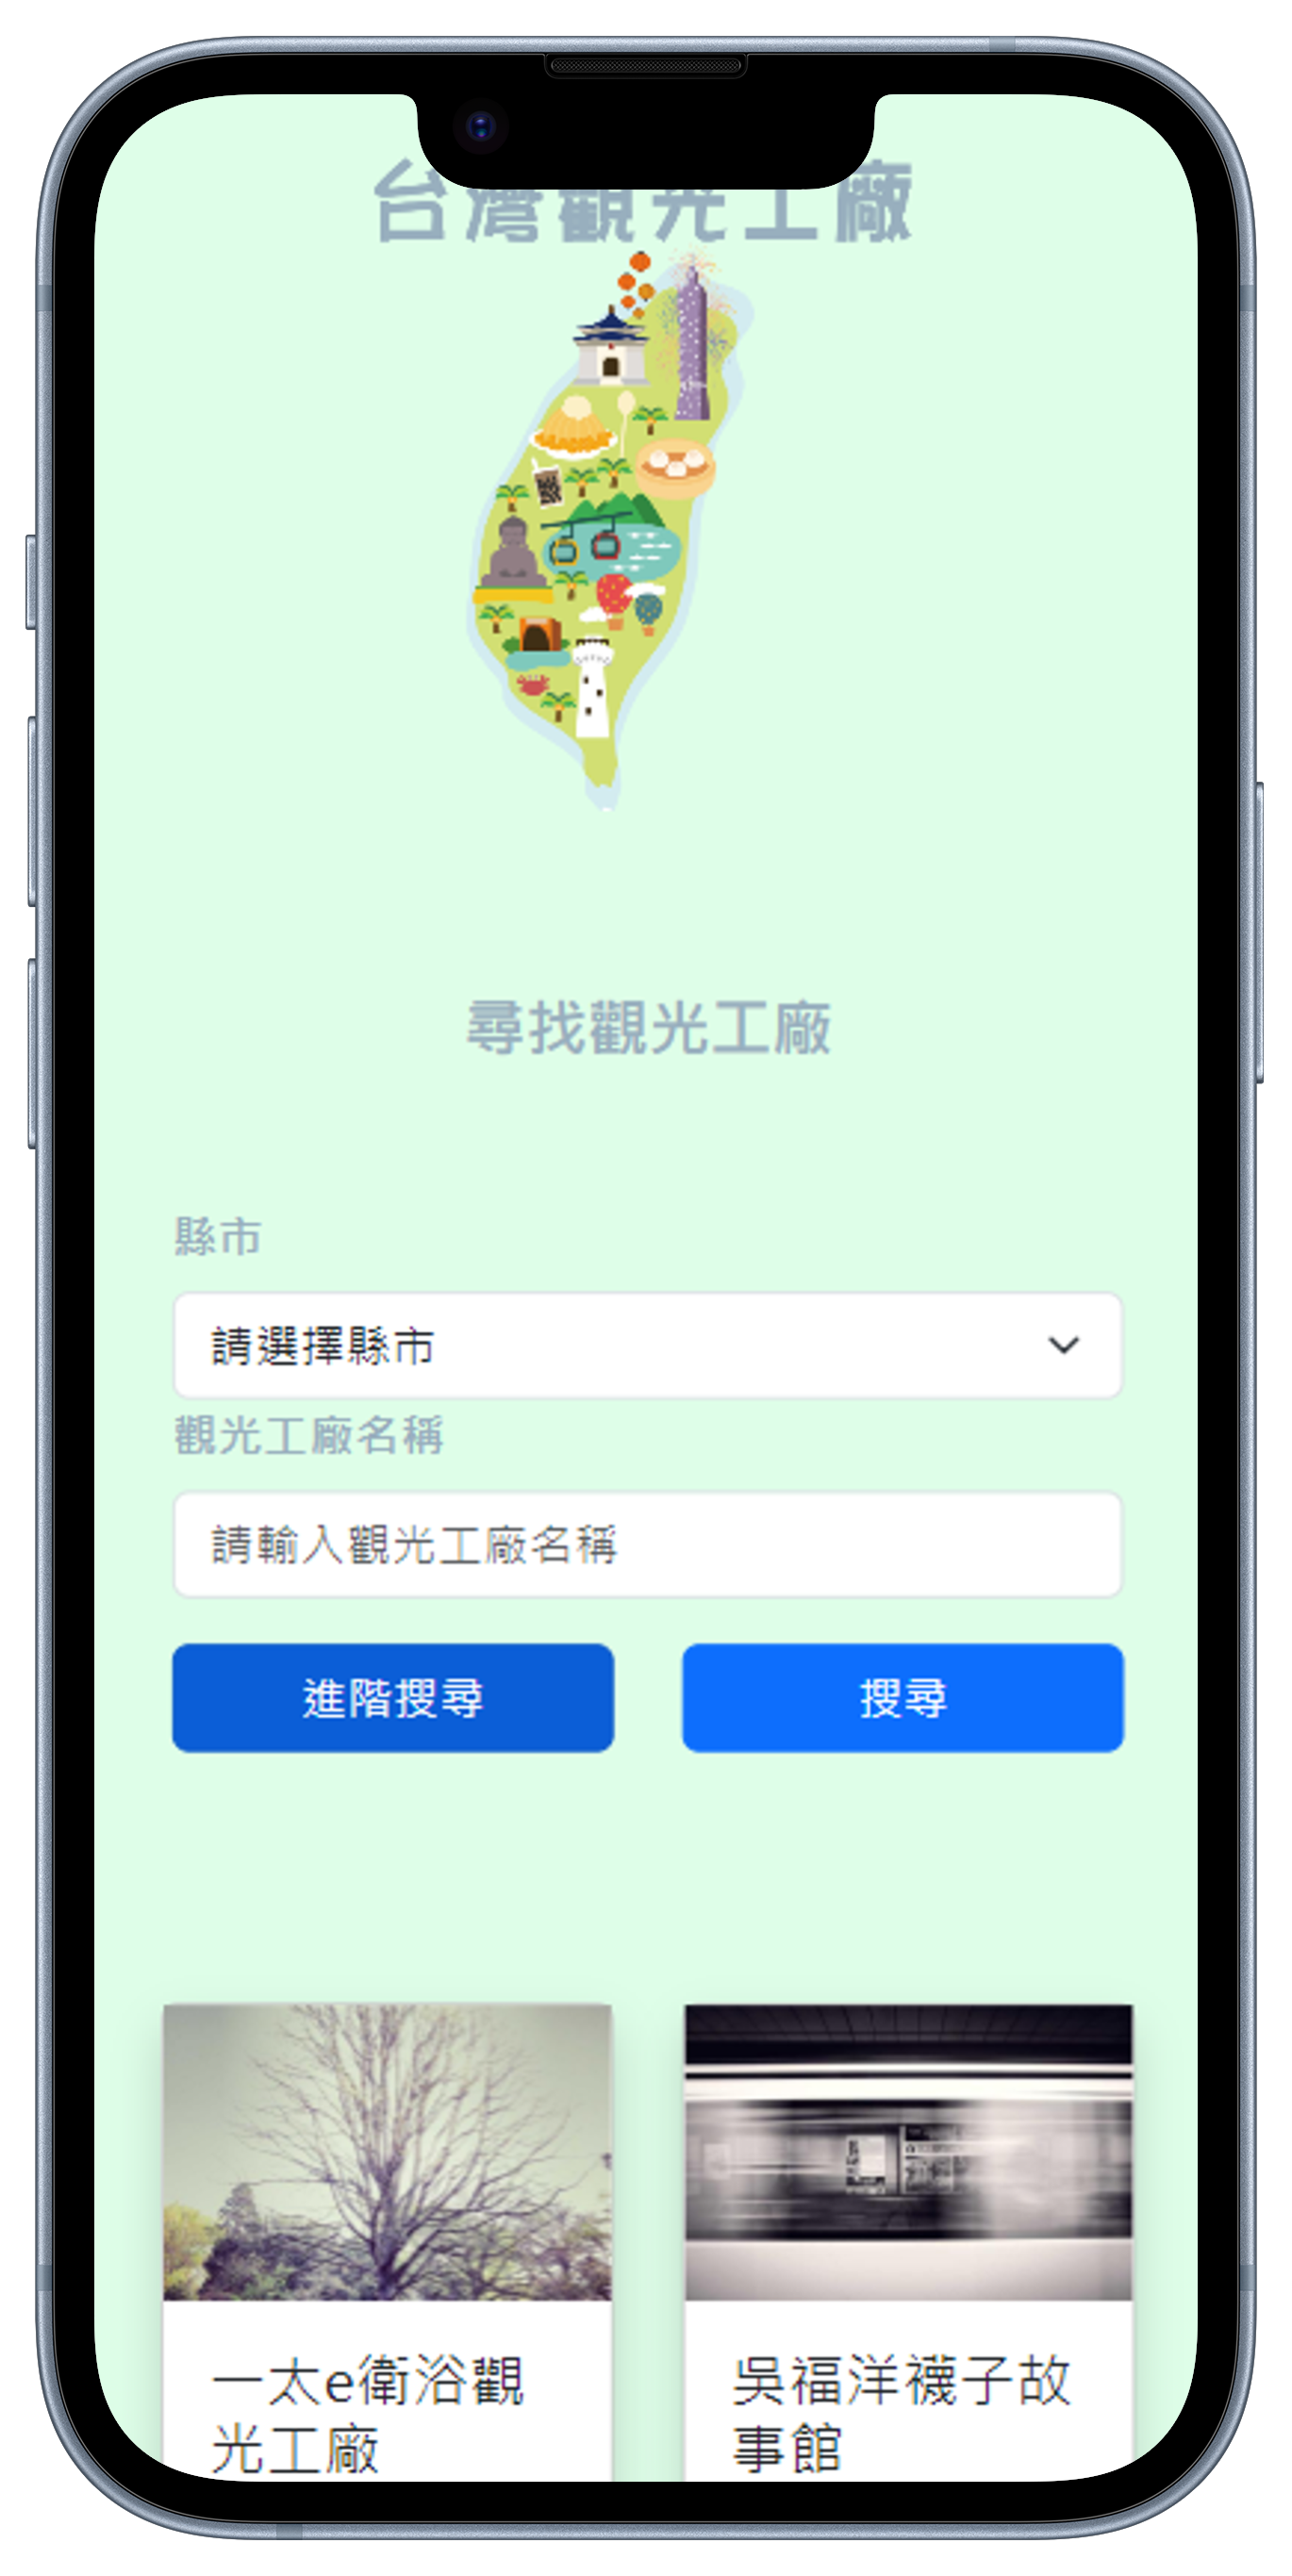 台灣觀光工廠
尋找觀光工廠
縣市
請選擇縣市
觀光工廠名稱
請輸入觀光工廠名稱
進階搜尋
搜尋
一太e衛浴觀
光工廠
吳福洋襪子故
事館